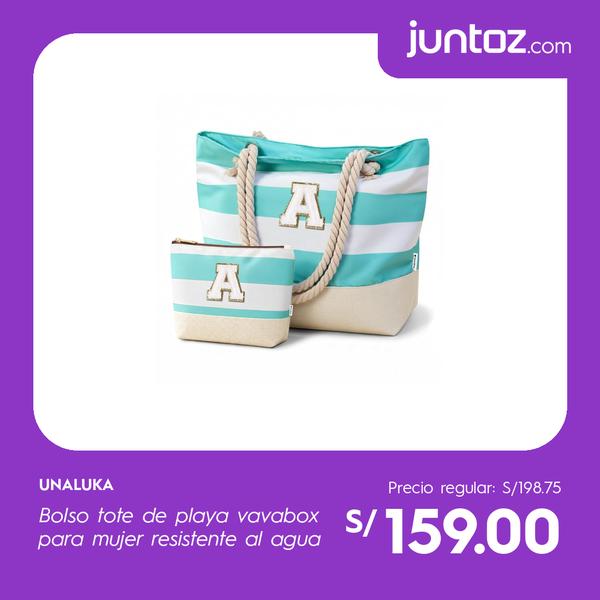 juntoz.com
A
A
UNALUKA
Bolso tote de playa vavabox
para mujer resistente al agua
Precio regular: S/198.75
S/159.00